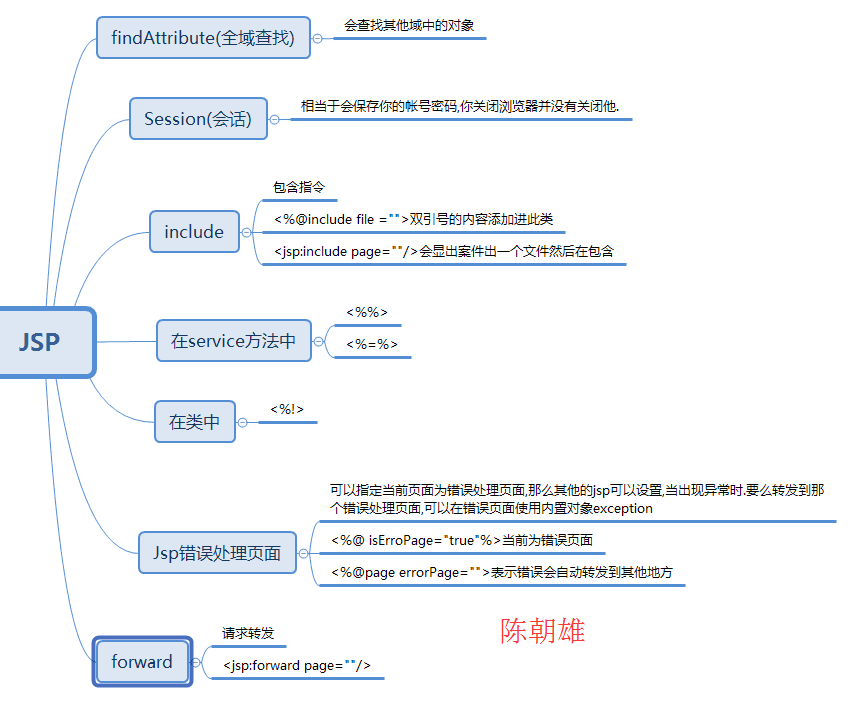 findAttribute(全域查找)
会查找其他域中的对象
Session(会话)
相当于会保存你的帐号密码,你关闭浏览器并没有关闭他.
include
包含指令
<%@include file ="">双引号的内容添加进此类
<jsp:include page=""/>会显出案件出一个文件然后在包含
JSP
在service方法中
<%%>
<%=%>
在类中
<%!>
Jsp错误处理页面
可以指定当前页面为错误处理页面,那么其他的jsp可以设置,当出现异常时.要么转发到那
个错误处理页面,可以在错误页面使用内置对象exception
<%@ isErroPage="true"%>当前为错误页面
<%@page errorPage="">表示错误会自动转发到其他地方
陈朝雄
forward
请求转发
<jsp:forward page=""/>